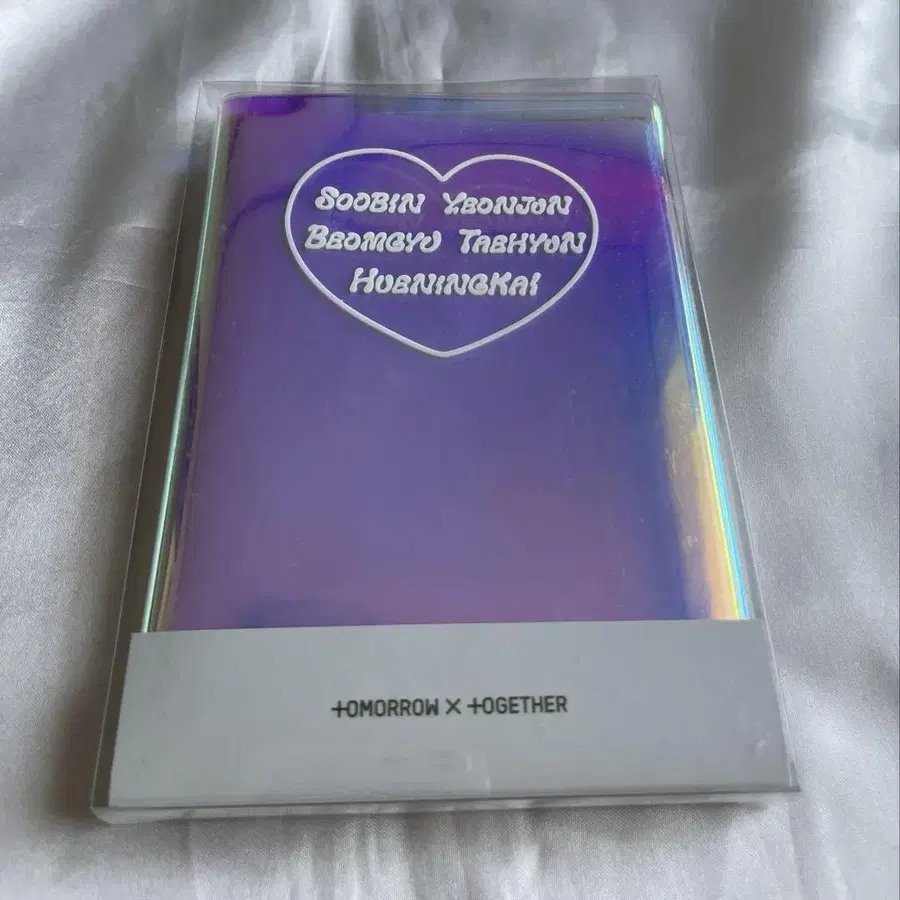 SOOBIN YEONJUN
BEOMGYU TAEHYUN
HUENINGKAI
TOMORROW X TOGETHER